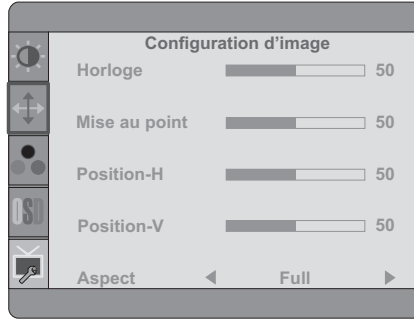 Configuration d’image
Horloge 50
Mise au point 50
Position-H 50
OSD
Position-V 50
Aspect Full